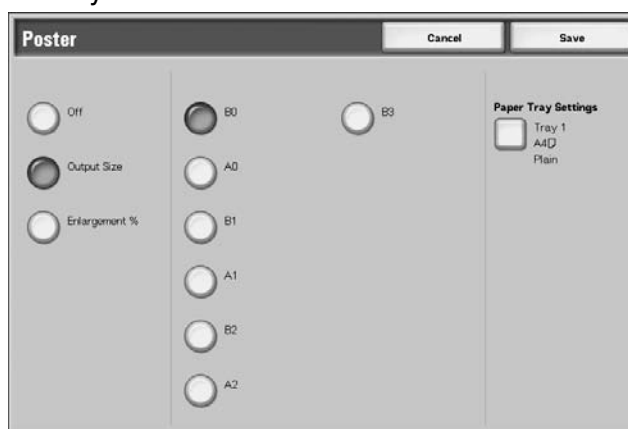 Poster
Cancel
Save
Off
Output Size
Enlargement %
B0
A0
B1
A1
B2
A2
B3
Paper Tray Settings
Tray 1
A4
Plain